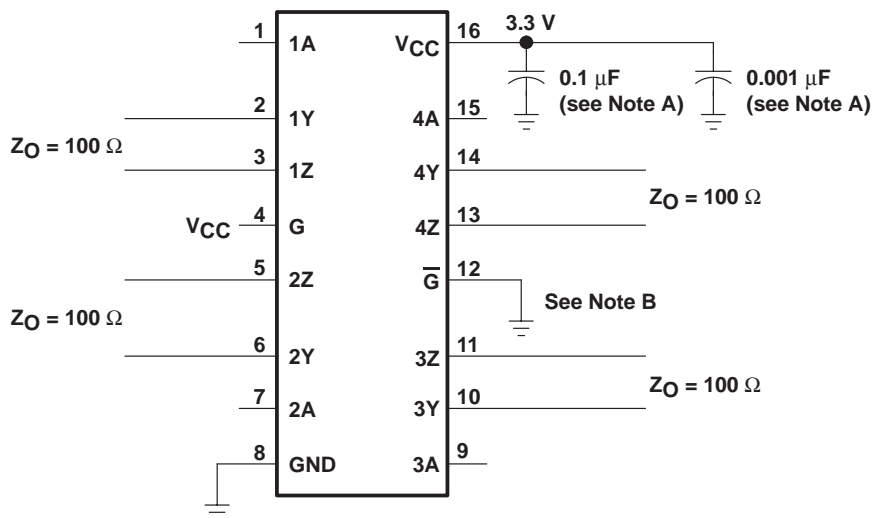 1
1A
2
1Y
ZO = 100 Ω
3
1Z
VCC
4
G
5
2Z
ZO = 100 Ω
6
2Y
7
2A
8
GND
VCC
16
3.3 V
0.1 μF
(see Note A)
0.001 μF
(see Note A)
4A
15
4Y
14
ZO = 100 Ω
4Z
13
G
12
See Note B
3Z
11
ZO = 100 Ω
3Y
10
3A
9